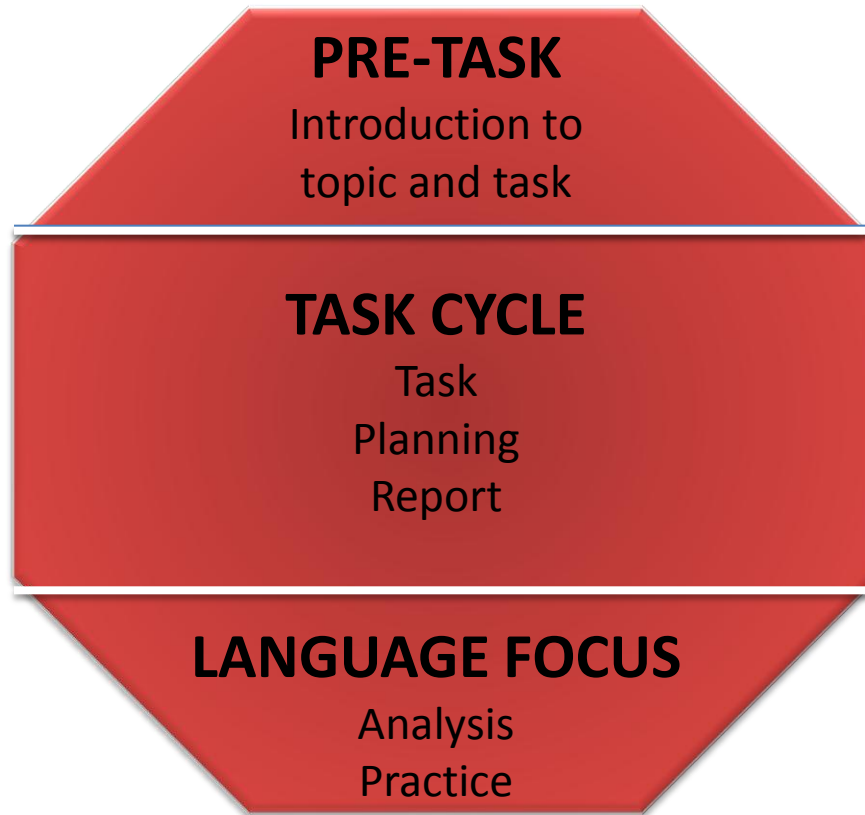 PRE-TASK
Introduction to
topic and task
TASK CYCLE
Task
Planning
Report
LANGUAGE FOCUS
Analysis
Practice